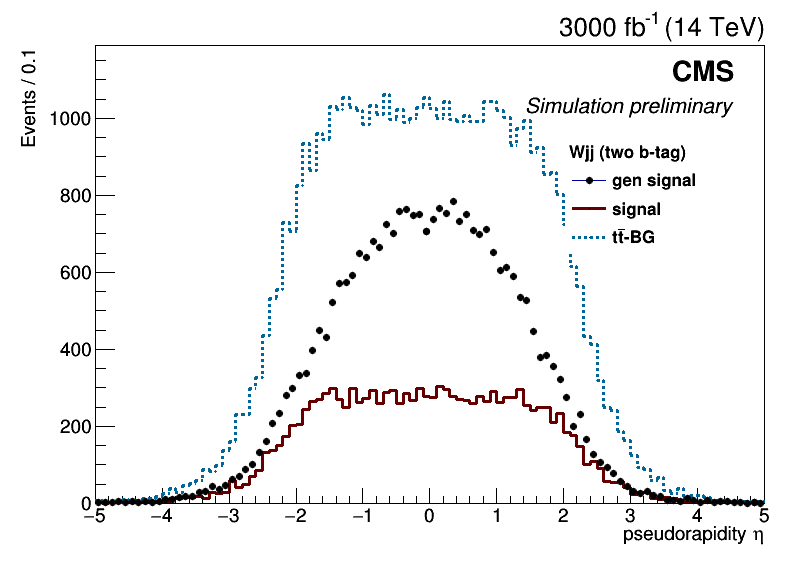 3000 fb⁻¹ (14 TeV)
CMS
Simulation preliminary
Wjj (two b-tag)
gen signal
signal
tt̄-BG
Events / 0.1
1000
800
600
400
200
0
−5 −4 −3 −2 −1 0 1 2 3 4 5
pseudorapidity η